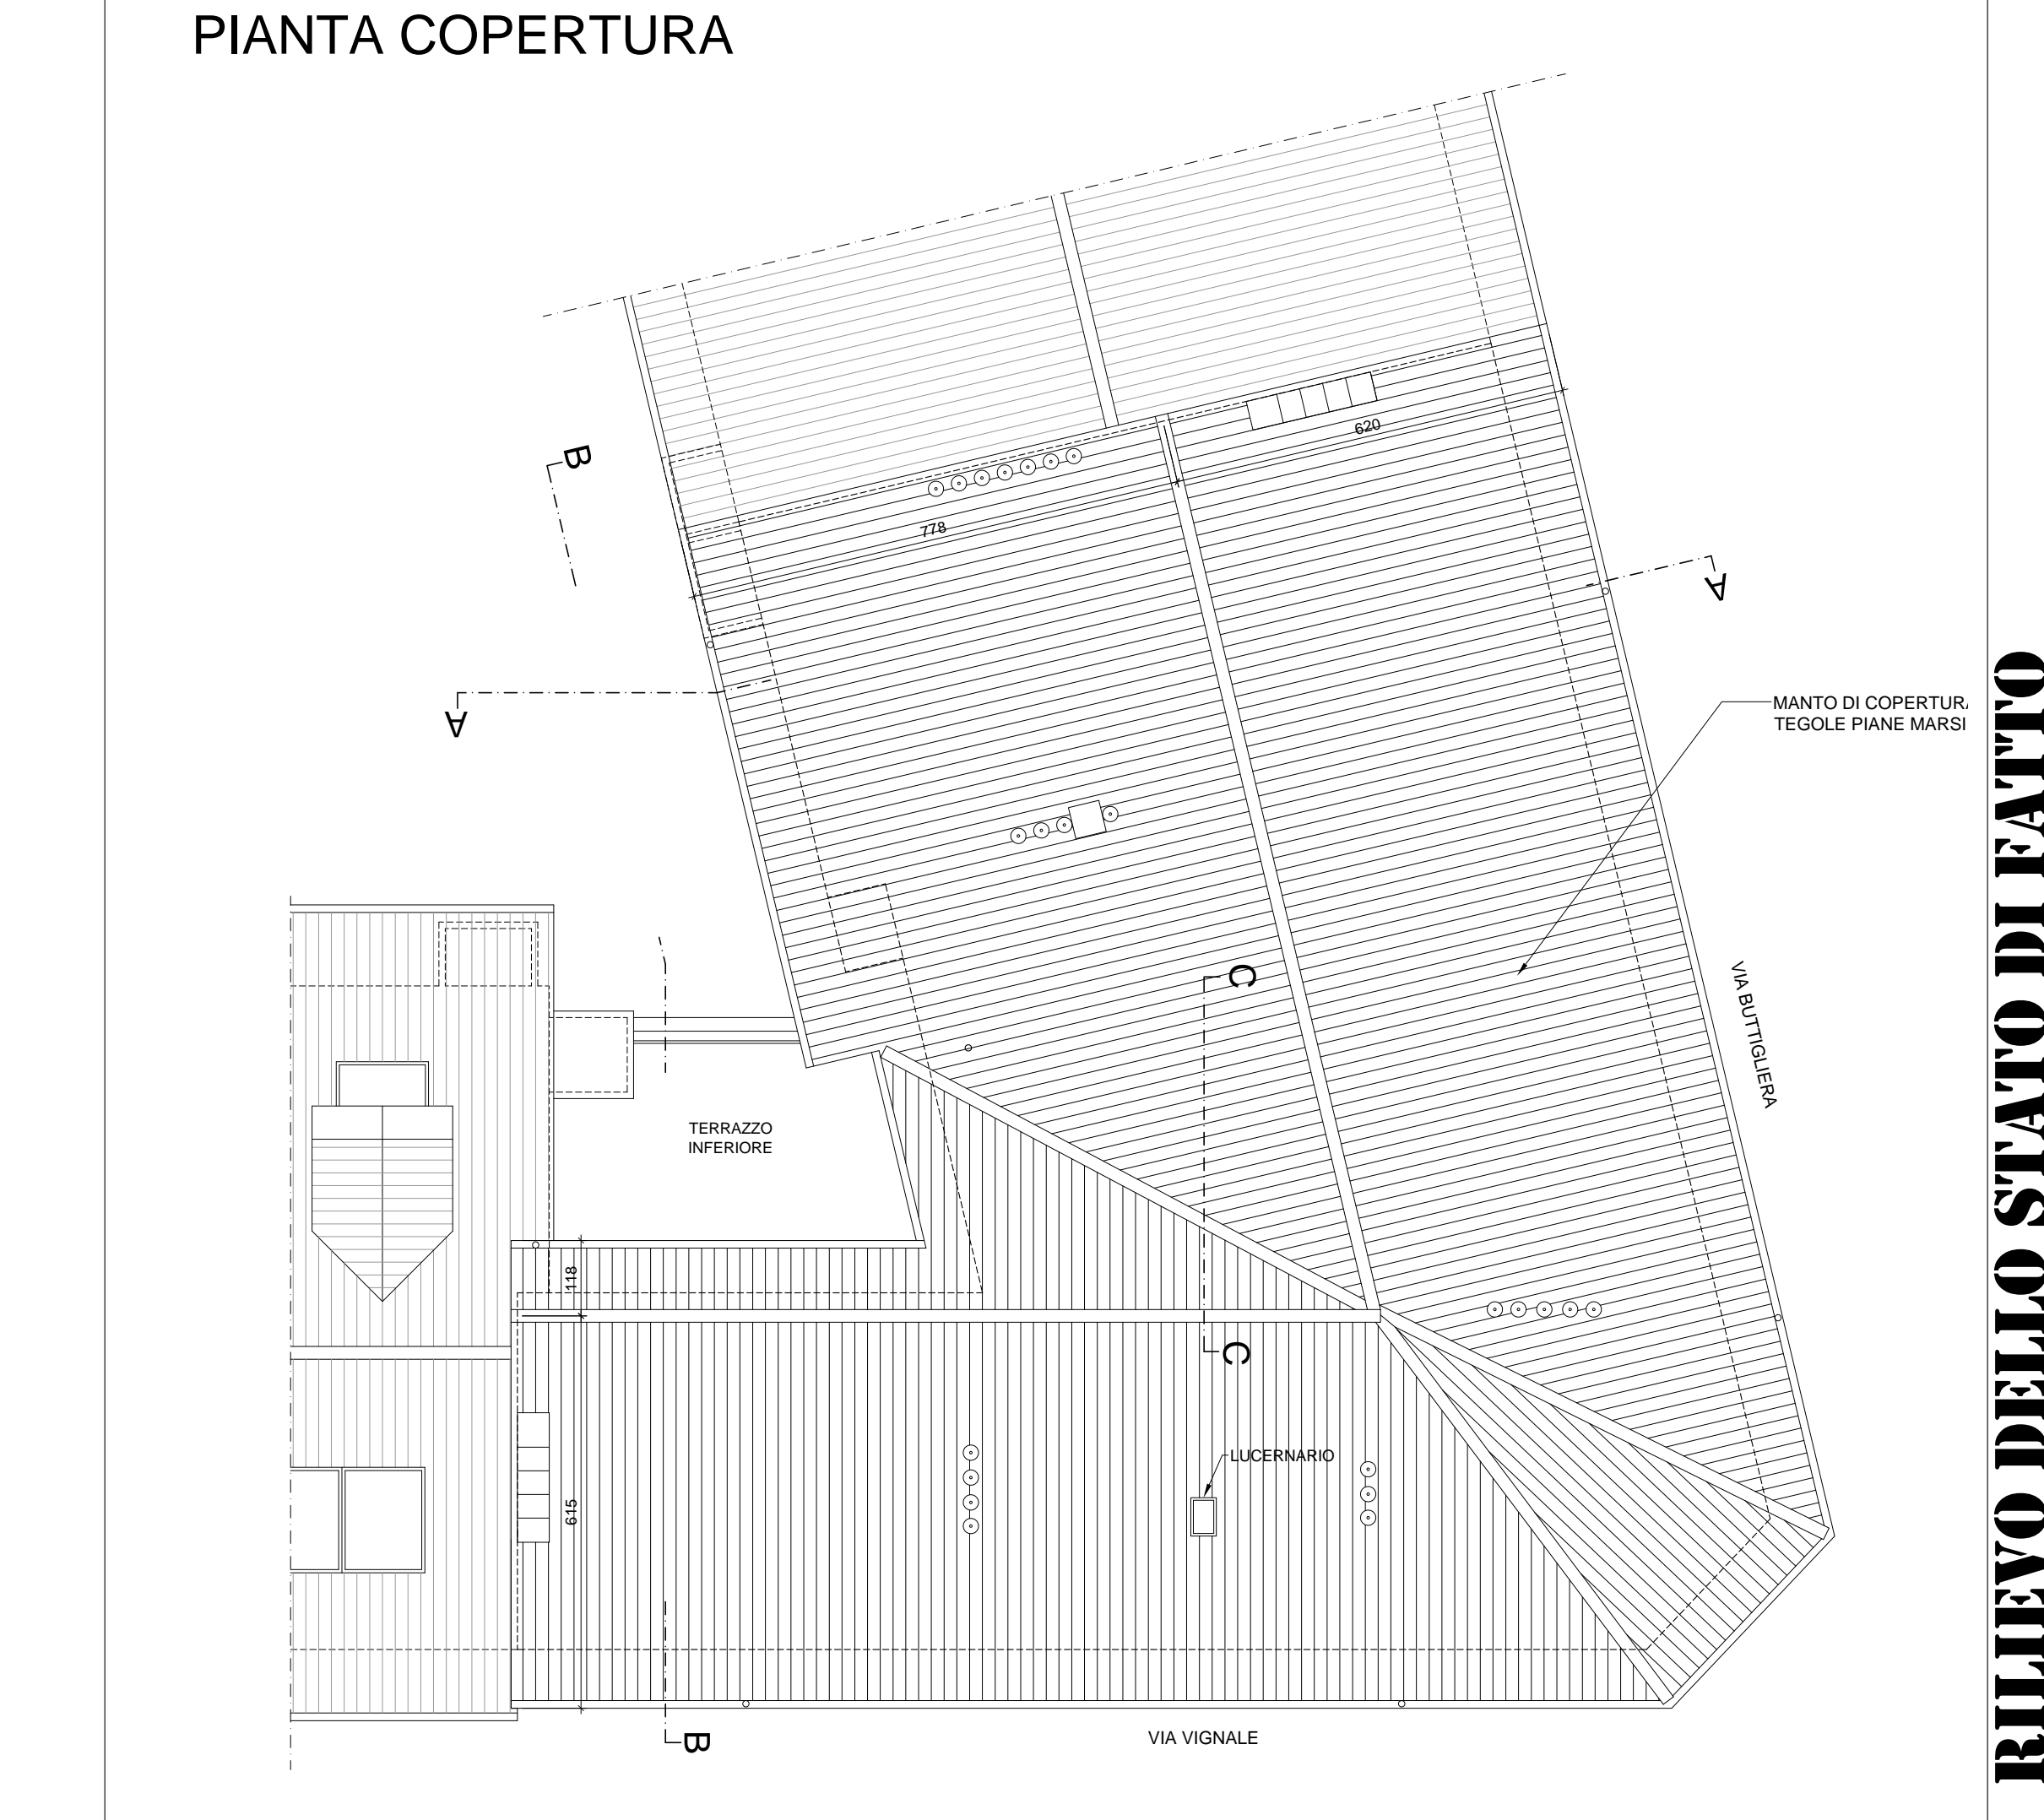 PIANTA COPERTURA
B
620
778
A
A
MANTO DI COPERTURA
TEGOLE PIANE MARSI
C
VIA BUTTIGLIERA
TERRAZZO
INFERIORE
118
C
LUCERNARIO
615
B
VIA VIGNALE
RILIEVO DELLO STATO DI FATTO